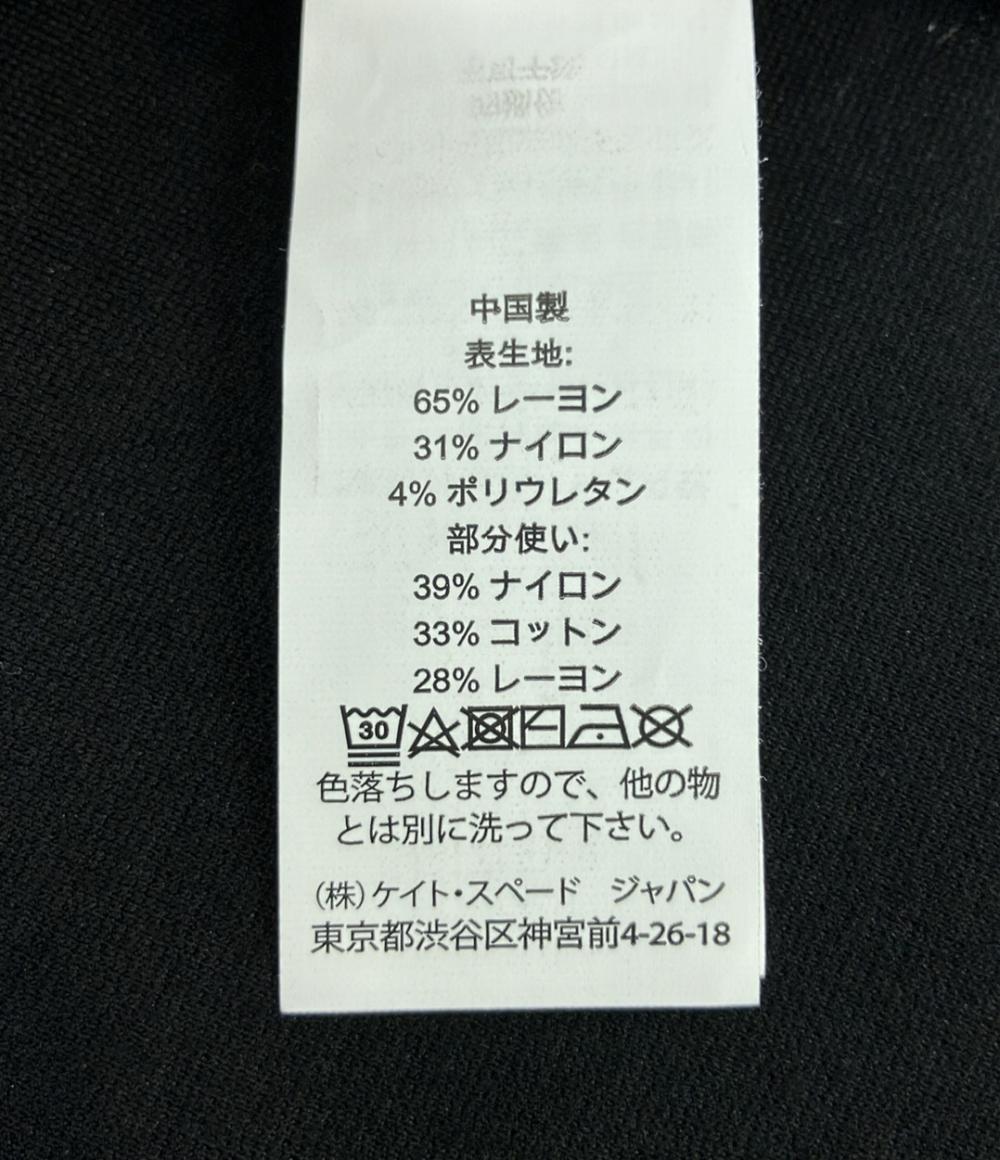 中国製
表生地:
65% レーヨン
31% ナイロン
4% ポリウレタン
部分使い:
39% ナイロン
33% コットン
28% レーヨン
30
色落ちしますので、他の物
とは別に洗って下さい。
(株)ケイト・スペード　ジャパン
東京都渋谷区神宮前4-26-18